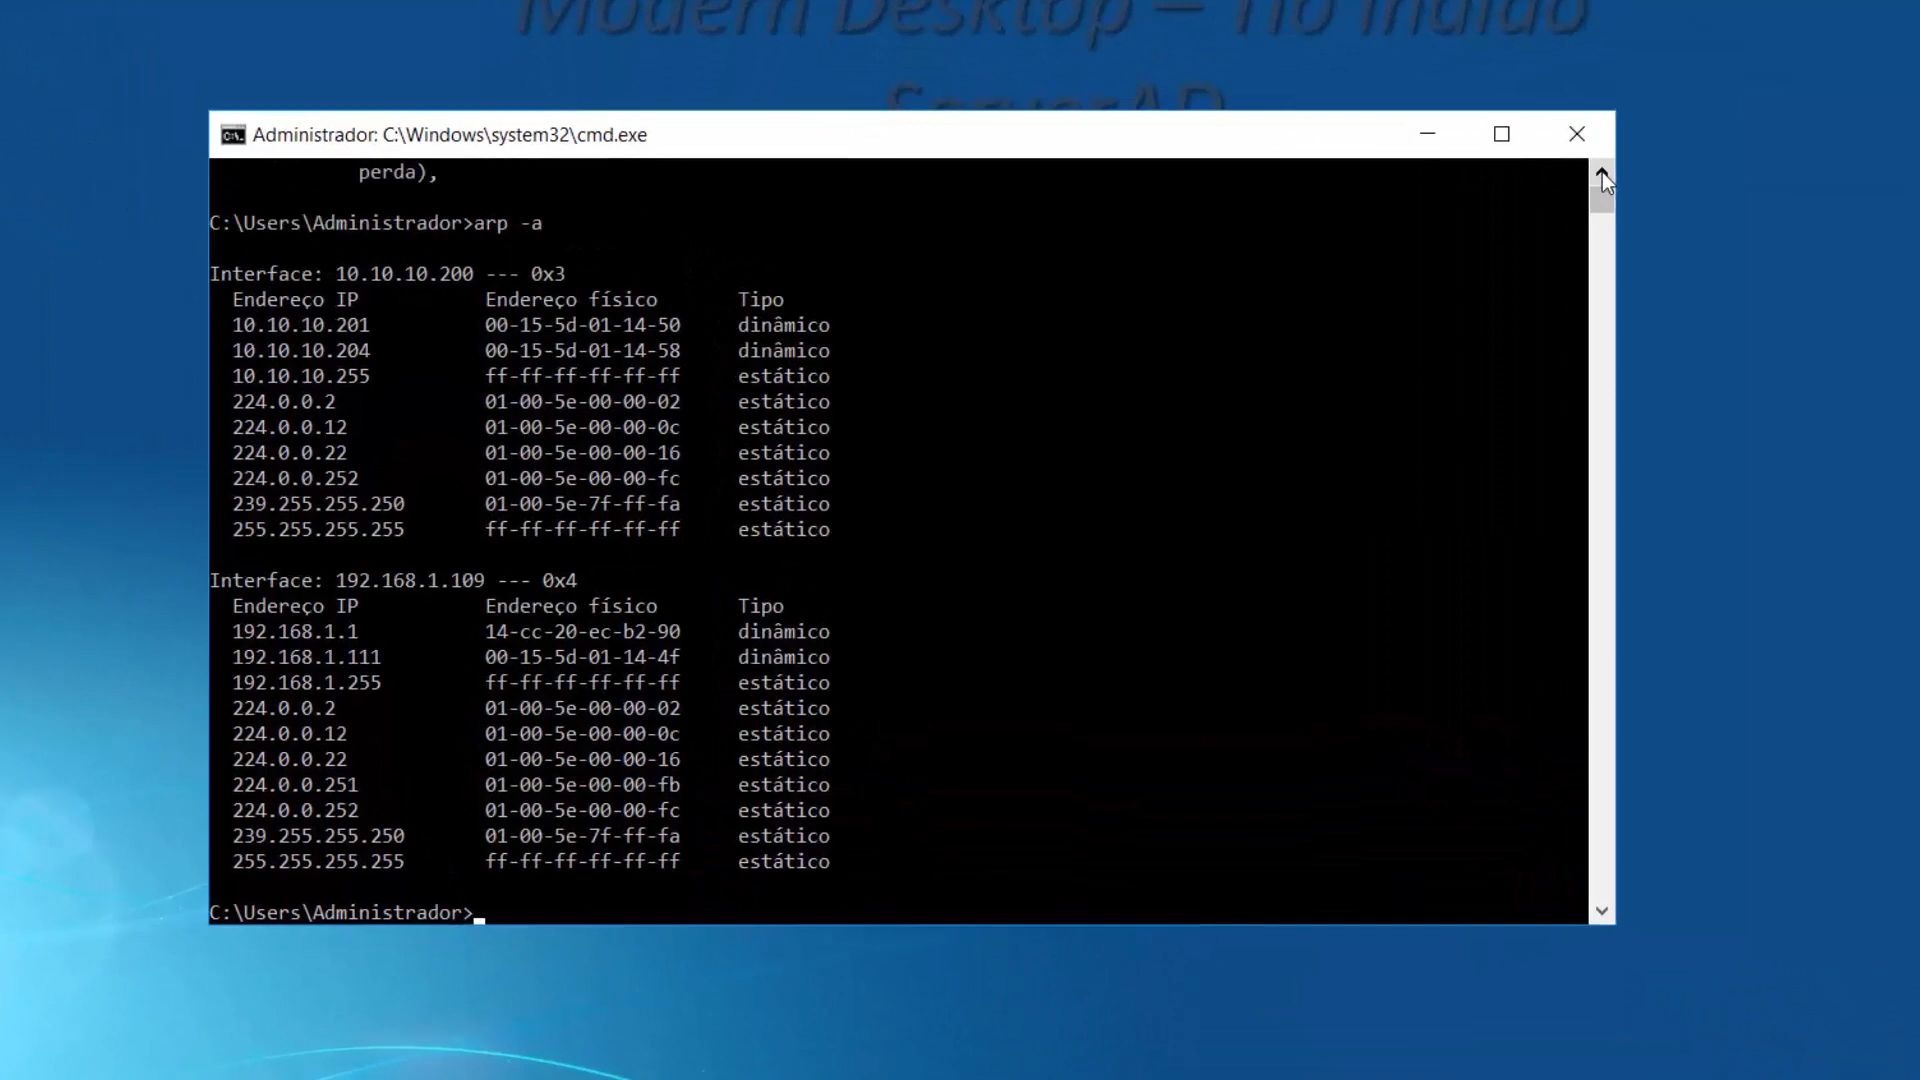 Modern Desktop – Tio Indião
ServerAD
Administrador: C:\Windows\system32\cmd.exe
perda),
C:\Users\Administrador>arp -a
Interface: 10.10.10.200 --- 0x3
Endereço IP Endereço físico Tipo
10.10.10.201 00-15-5d-01-14-50 dinâmico
10.10.10.204 00-15-5d-01-14-58 dinâmico
10.10.10.255 ff-ff-ff-ff-ff-ff estático
224.0.0.2 01-00-5e-00-00-02 estático
224.0.0.12 01-00-5e-00-00-0c estático
224.0.0.22 01-00-5e-00-00-16 estático
224.0.0.252 01-00-5e-00-00-fc estático
239.255.255.250 01-00-5e-7f-ff-fa estático
255.255.255.255 ff-ff-ff-ff-ff-ff estático
Interface: 192.168.1.109 --- 0x4
Endereço IP Endereço físico Tipo
192.168.1.1 14-cc-20-ec-b2-90 dinâmico
192.168.1.111 00-15-5d-01-14-4f dinâmico
192.168.1.255 ff-ff-ff-ff-ff-ff estático
224.0.0.2 01-00-5e-00-00-02 estático
224.0.0.12 01-00-5e-00-00-0c estático
224.0.0.22 01-00-5e-00-00-16 estático
224.0.0.251 01-00-5e-00-00-fb estático
224.0.0.252 01-00-5e-00-00-fc estático
239.255.255.250 01-00-5e-7f-ff-fa estático
255.255.255.255 ff-ff-ff-ff-ff-ff estático
C:\Users\Administrador>